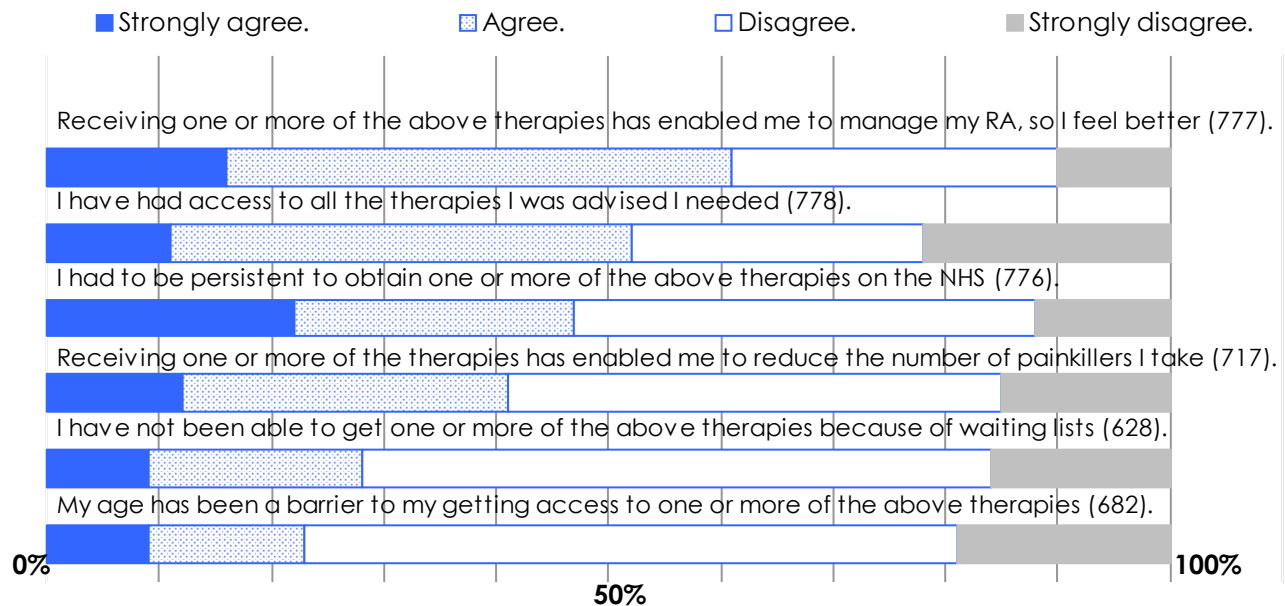 Strongly agree. Agree. Disagree. Strongly disagree.
Receiving one or more of the above therapies has enabled me to manage my RA, so I feel better (777).
I have had access to all the therapies I was advised I needed (778).
I had to be persistent to obtain one or more of the above therapies on the NHS (776).
Receiving one or more of the therapies has enabled me to reduce the number of painkillers I take (717).
I have not been able to get one or more of the above therapies because of waiting lists (628).
My age has been a barrier to my getting access to one or more of the above therapies (682).
0% 100%
50%